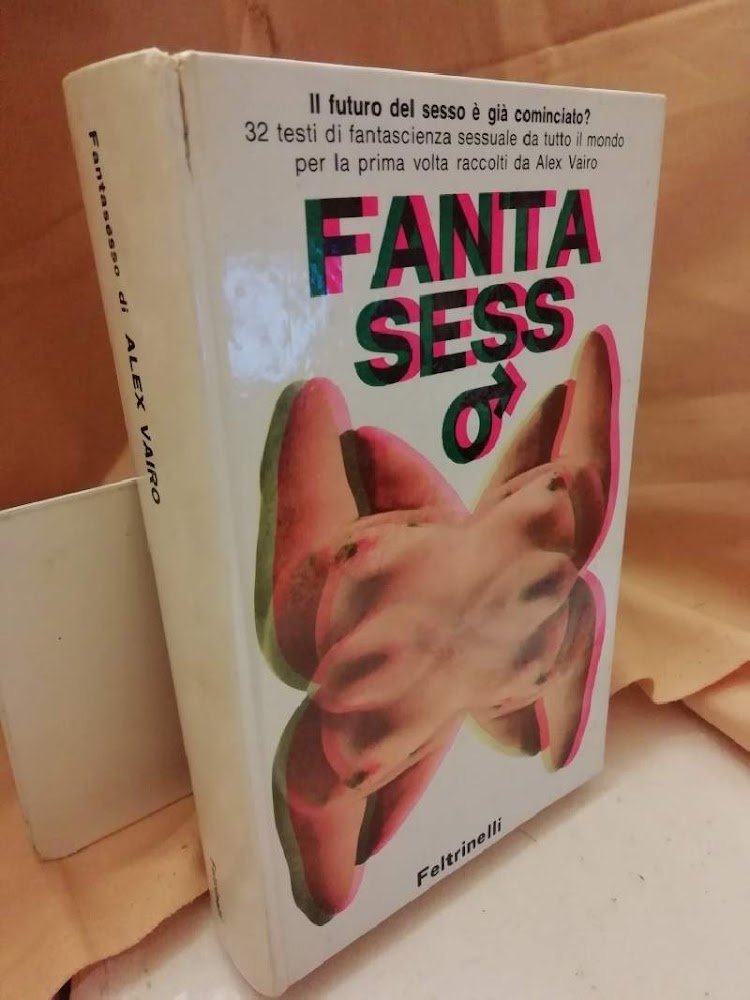 Il futuro del sesso è già cominciato?
32 testi di fantascienza sessuale da tutto il mondo
per la prima volta raccolti da Alex Vairo
FANTA
SESS
♂
Feltrinelli
Fantasesso di ALEX VAIRO